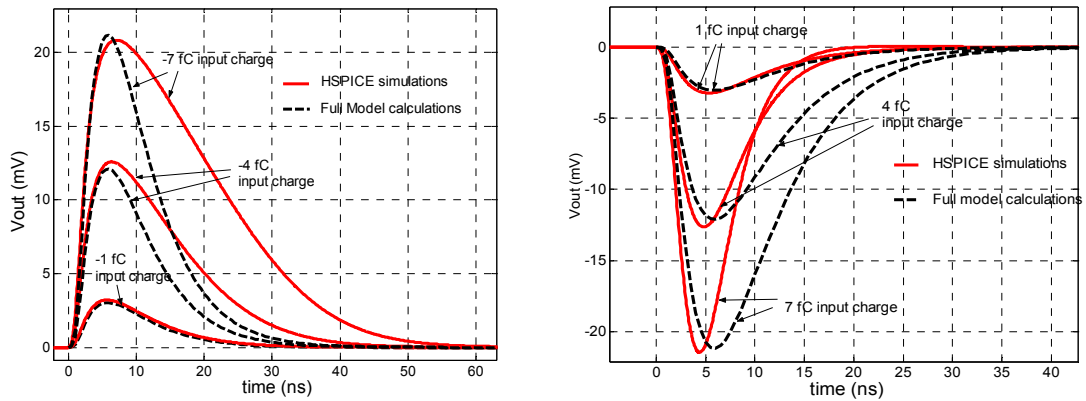 20
15
10
5
0
Vout (mV)
-7 fC input charge
HSPICE simulations
Full Model calculations
-4 fC
input charge
-1 fC
input charge
0
10
20
30
40
50
60
time (ns)
0
-5
-10
-15
-20
Vout (mV)
1 fC input charge
4 fC
input charge
HSPICE simulations
Full model calculations
7 fC input charge
0
5
10
15
20
25
30
35
40
time (ns)